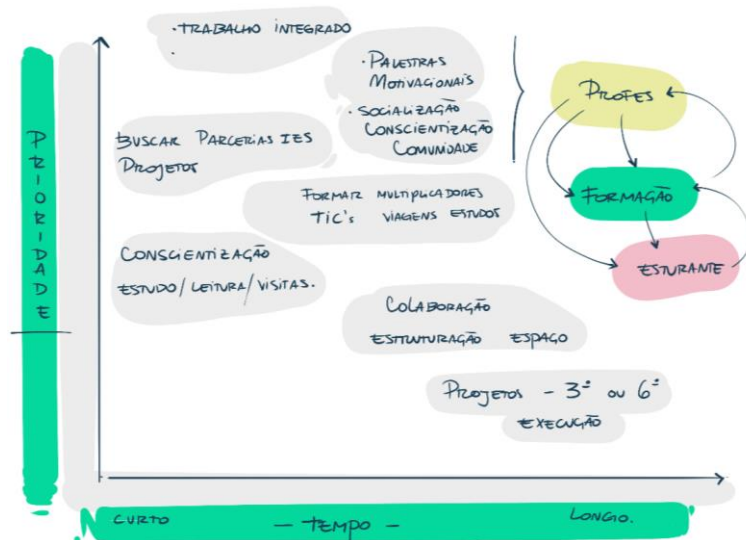 PRIORIDADE
· TRABALHO INTEGRADO
· PALESTRAS
MOTIVACIONAIS
· SOCIALIZAÇÃO
CONSCIENTIZAÇÃO
COMUNIDADE
BUSCAR PARCERIAS IES
PROJETOS
FORMAR MULTIPLICADORES
TIC's VIAGENS ESTUDOS
CONSCIENTIZAÇÃO
ESTUDO/LEITURA/VISITAS.
COLABORAÇÃO
ESTRUTURAÇÃO ESPAÇO
PROJETOS - 3º ou 6º
EXECUÇÃO
PROFES
FORMAÇÃO
ESTUDANTE
CURTO - TEMPO - LONGO.